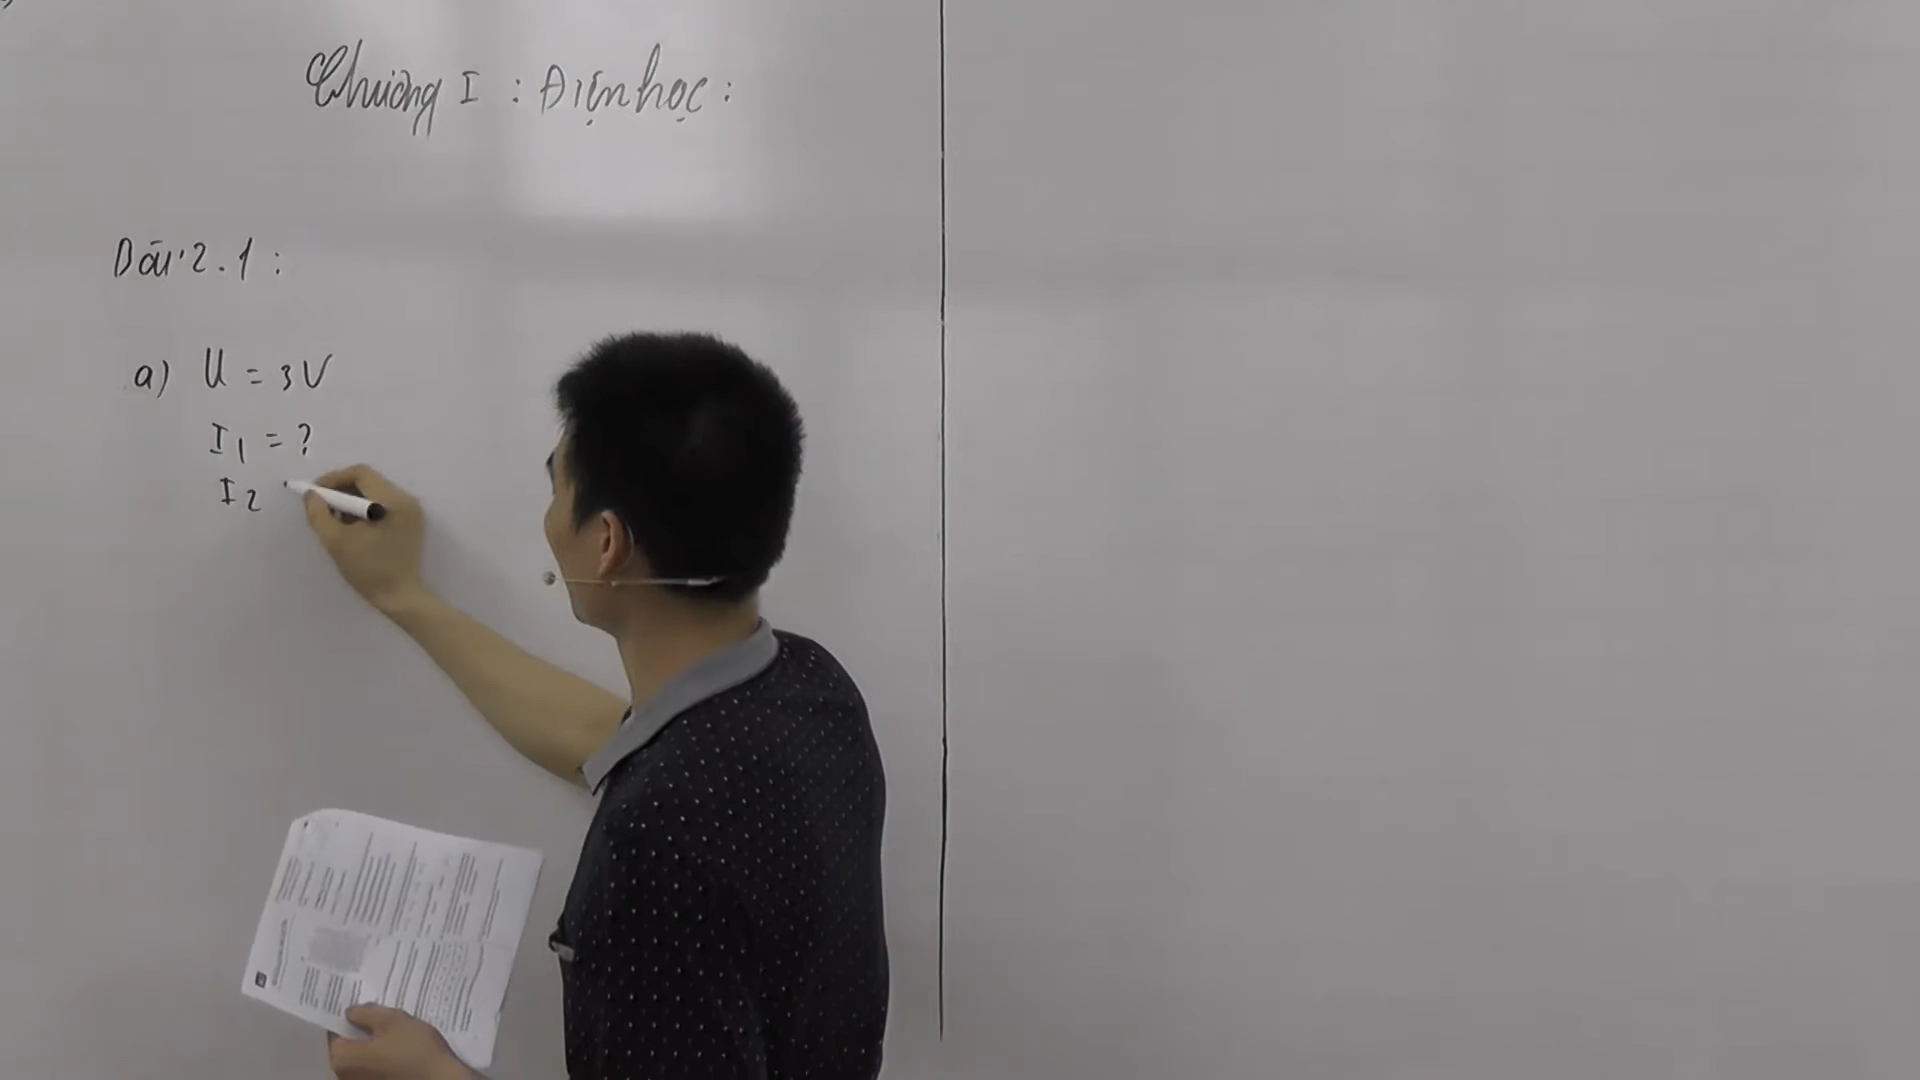 Chương I : Điện học :
Bài 2.1 :
a) U = 3V
I1 = ?
I2